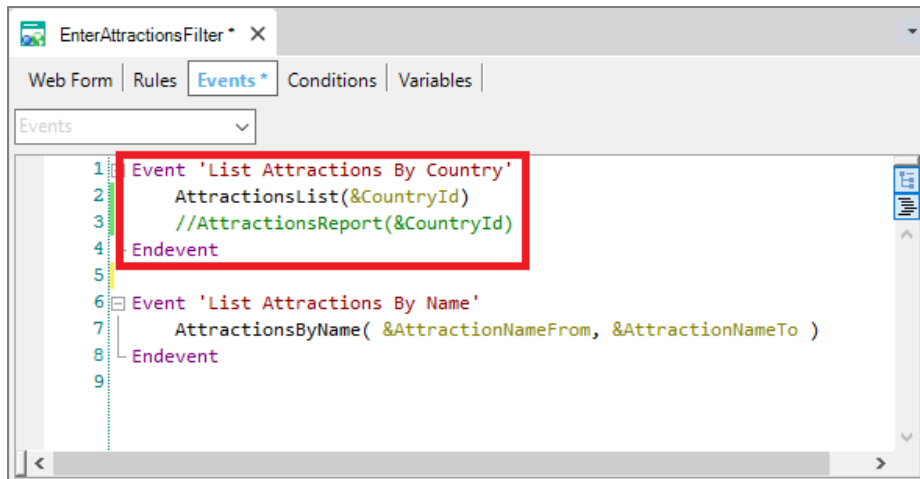 EnterAttractionsFilter *
Web Form Rules Events * Conditions Variables
Events
1 Event 'List Attractions By Country'
2 AttractionsList(&CountryId)
3 //AttractionsReport(&CountryId)
4 Endevent
5
6 Event 'List Attractions By Name'
7 AttractionsByName( &AttractionNameFrom, &AttractionNameTo )
8 Endevent
9